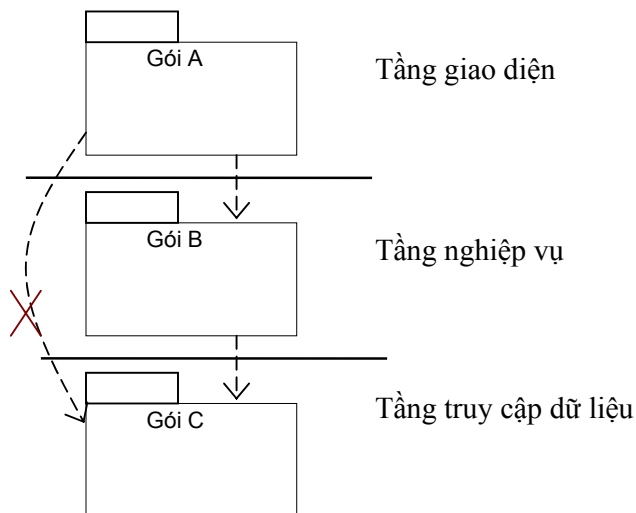 Gói A
Tầng giao diện
Gói B
Tầng nghiệp vụ
Gói C
Tầng truy cập dữ liệu